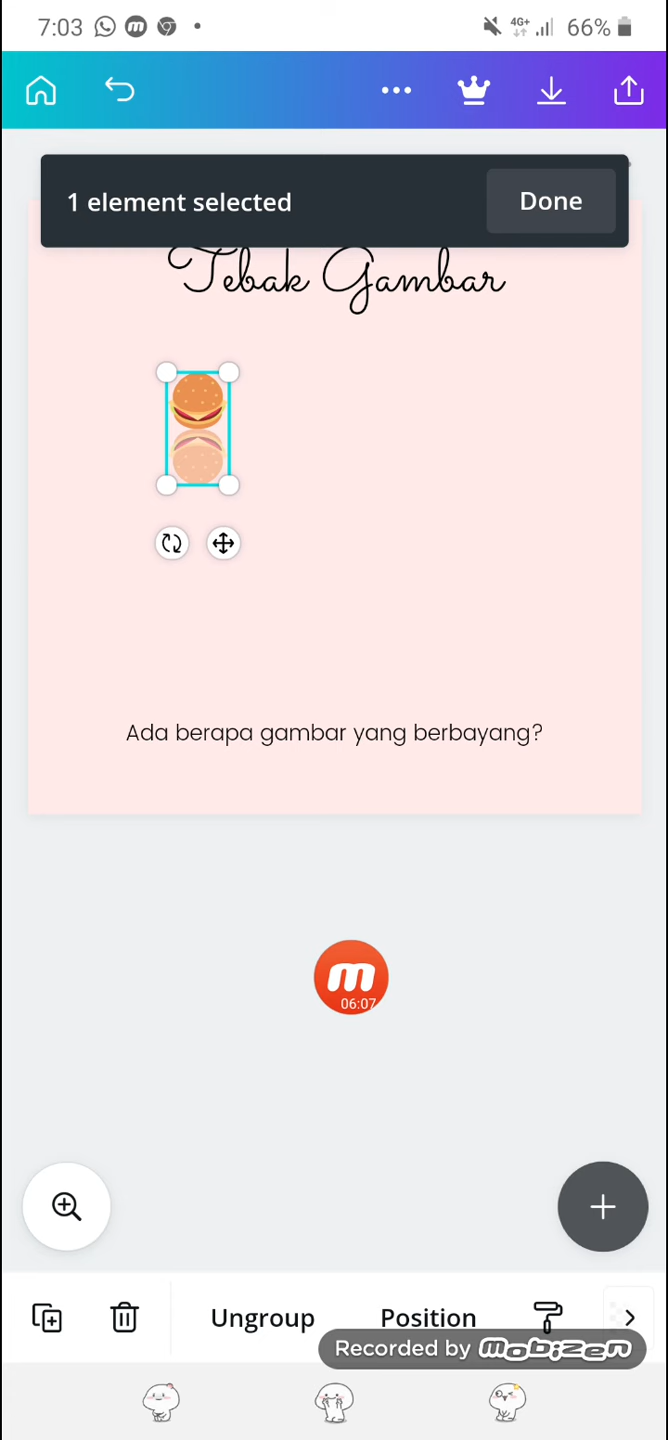 7:03
4G+
66%
1 element selected
Done
Tebak Gambar
Ada berapa gambar yang berbayang?
m
06:07
Ungroup
Position
Recorded by mobizen